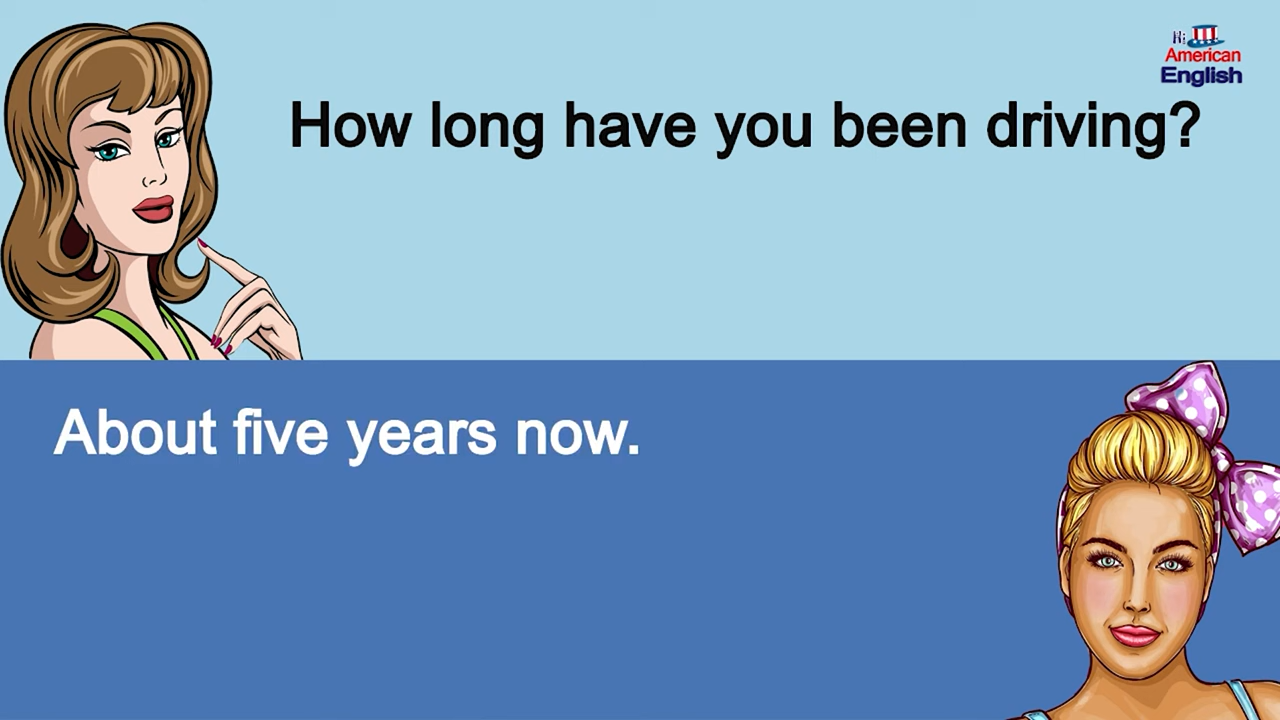 Hi
American
English
How long have you been driving?
About five years now.